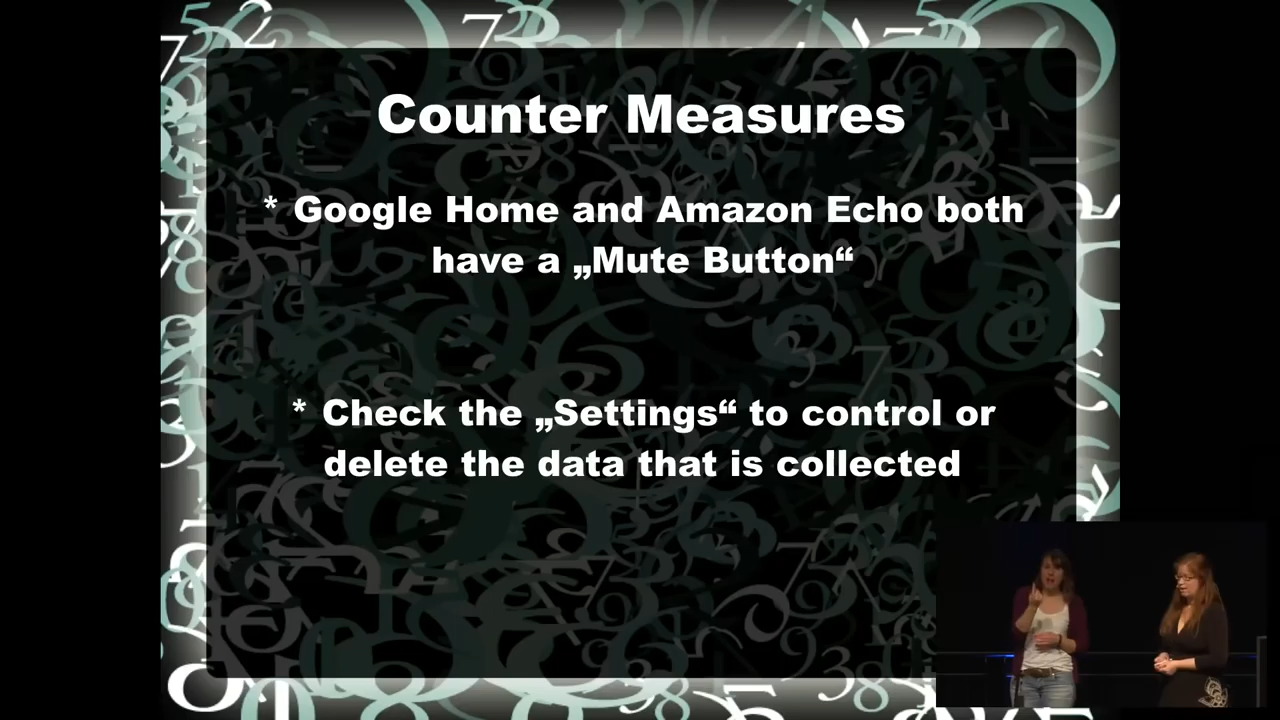 Counter Measures
* Google Home and Amazon Echo both
have a „Mute Button“
* Check the „Settings“ to control or
delete the data that is collected